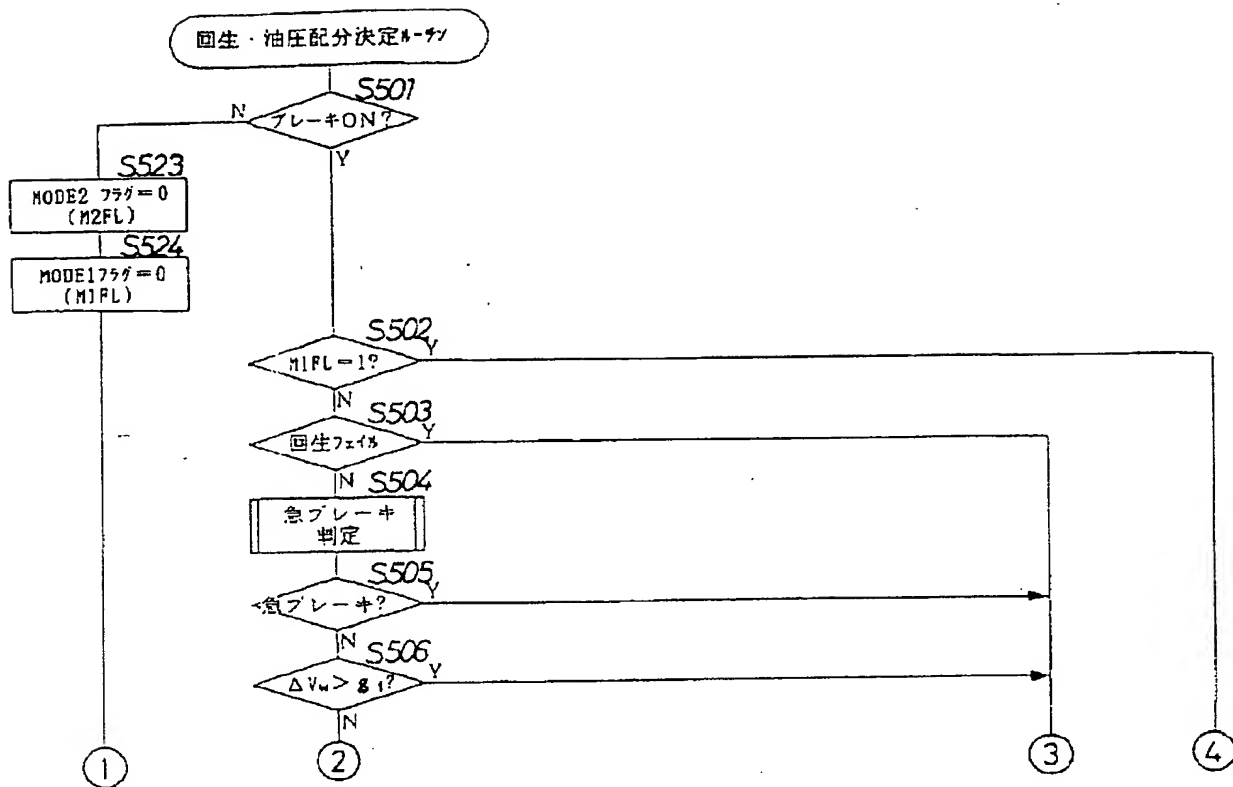 回生・油圧配分決定ルーチン
S501
N
ブレーキON?
Y
S523
MODE2 フラグ=0
(M2FL)
S524
MODE1フラグ=0
(M1FL)
S502
Y
M1FL=1?
N
S503
Y
回生フェイル
N
S504
急ブレーキ
判定
S505
Y
急ブレーキ?
N
S506
Y
ΔVw>g1?
N
1
2
3
4